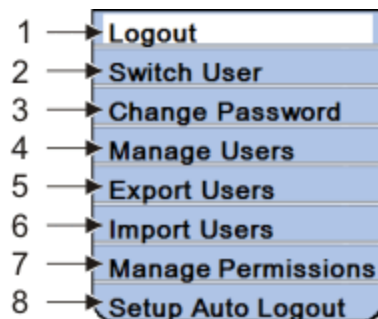 1 Logout
2 Switch User
3 Change Password
4 Manage Users
5 Export Users
6 Import Users
7 Manage Permissions
8 Setup Auto Logout